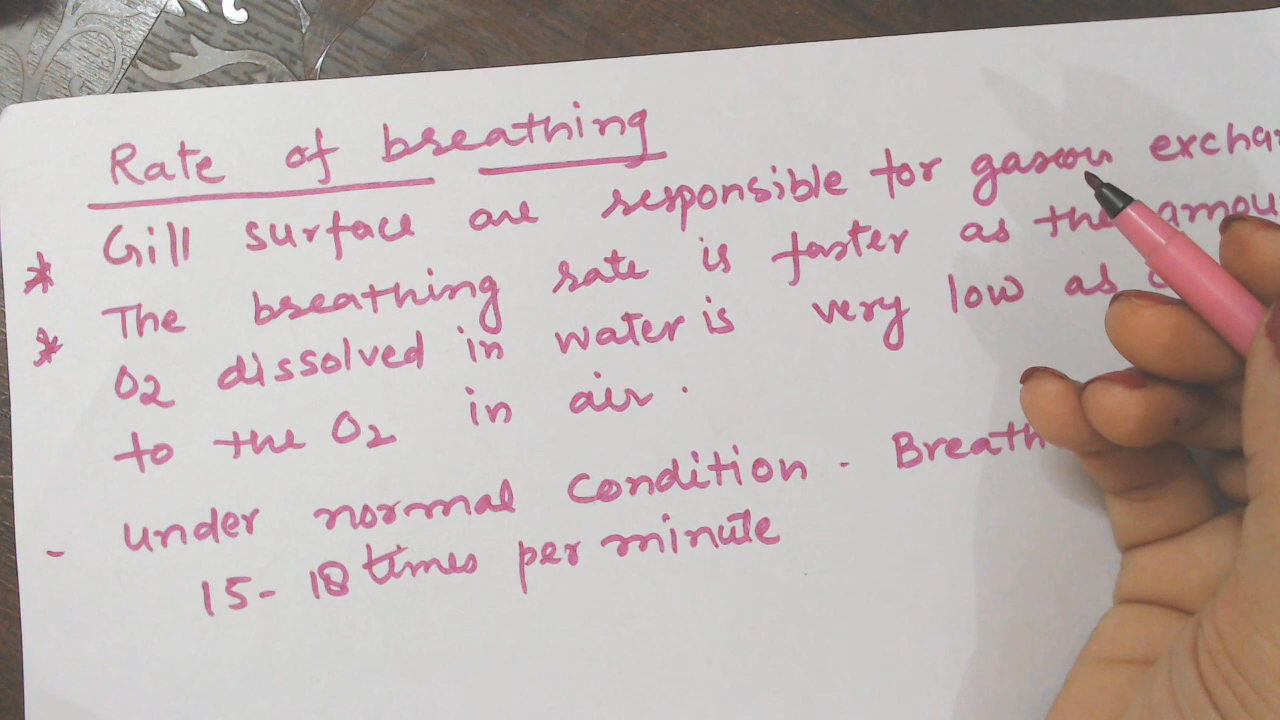 Rate of breathing
* Gill surface are responsible for gaseou exchan
* The breathing rate is faster as the amou
O2 dissolved in water is very low as
to the O2 in air.
- under normal condition - Breath
15-18 times per minute